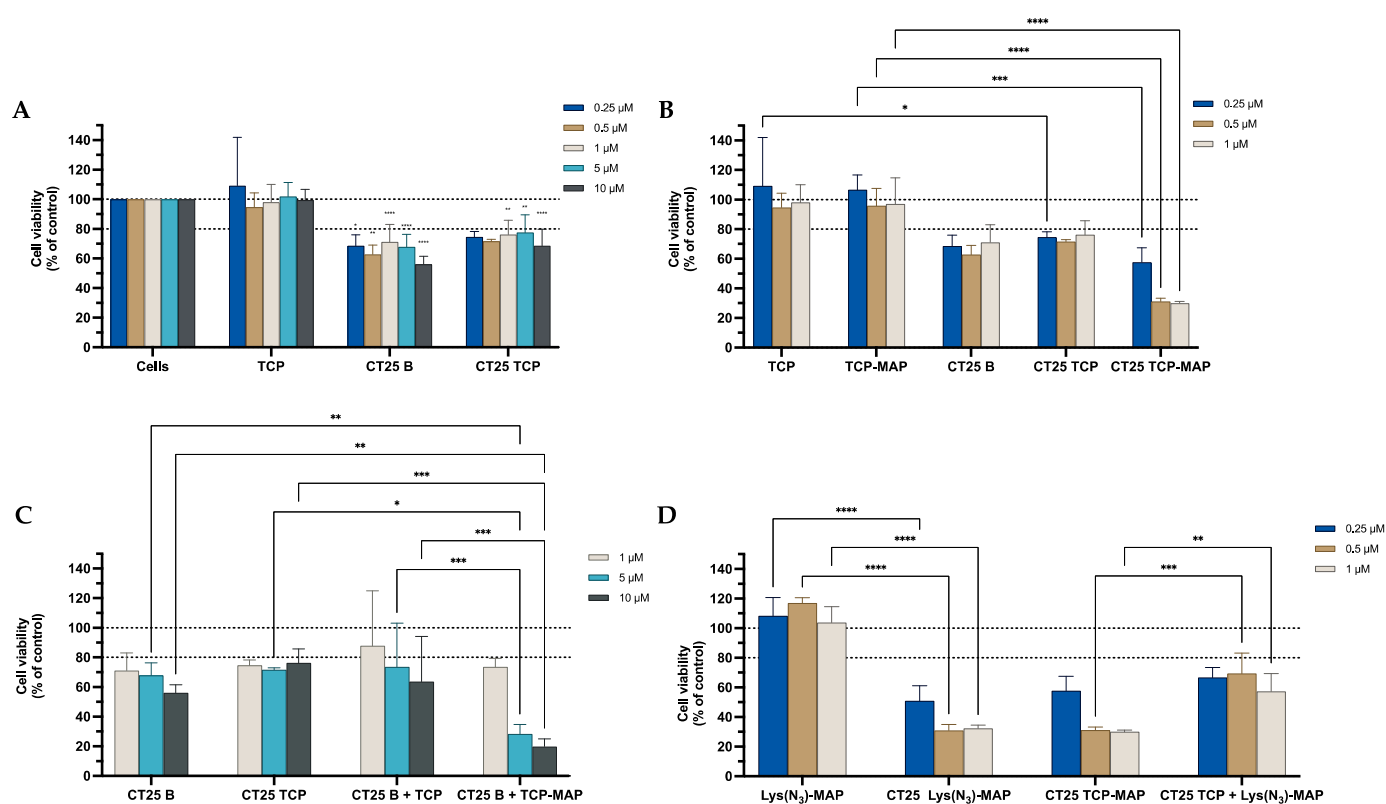 A
Cell viability
(% of control)
140
120
100
80
60
40
20
0
* ** **** **** ****
** ** ****
0.25 µM
0.5 µM
1 µM
5 µM
10 µM
Cells TCP CT25 B CT25 TCP
B
****
****
***
*
Cell viability
(% of control)
140
120
100
80
60
40
20
0
0.25 µM
0.5 µM
1 µM
TCP TCP-MAP CT25 B CT25 TCP CT25 TCP-MAP
C
**
**
***
*
***
***
Cell viability
(% of control)
140
120
100
80
60
40
20
0
1 µM
5 µM
10 µM
CT25 B CT25 TCP CT25 B + TCP CT25 B + TCP-MAP
D
****
****
****
**
***
Cell viability
(% of control)
140
120
100
80
60
40
20
0
0.25 µM
0.5 µM
1 µM
Lys(N₃)-MAP CT25 Lys(N₃)-MAP CT25 TCP-MAP CT25 TCP + Lys(N₃)-MAP